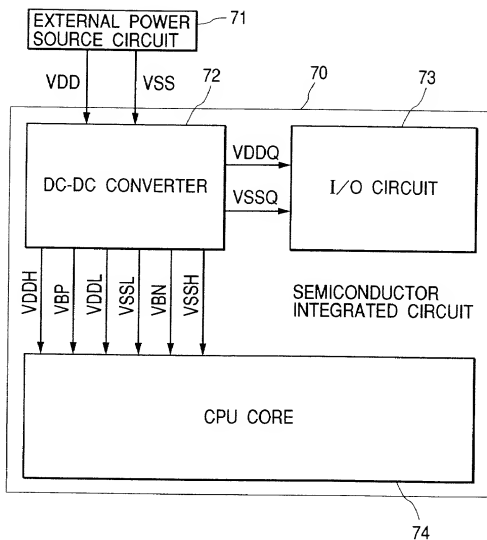 EXTERNAL POWER
SOURCE CIRCUIT
71
VDD
VSS
72
70
73
DC-DC CONVERTER
VDDQ
VSSQ
I/O CIRCUIT
VDDH
VBP
VDDL
VSSL
VBN
VSSH
SEMICONDUCTOR
INTEGRATED CIRCUIT
CPU CORE
74